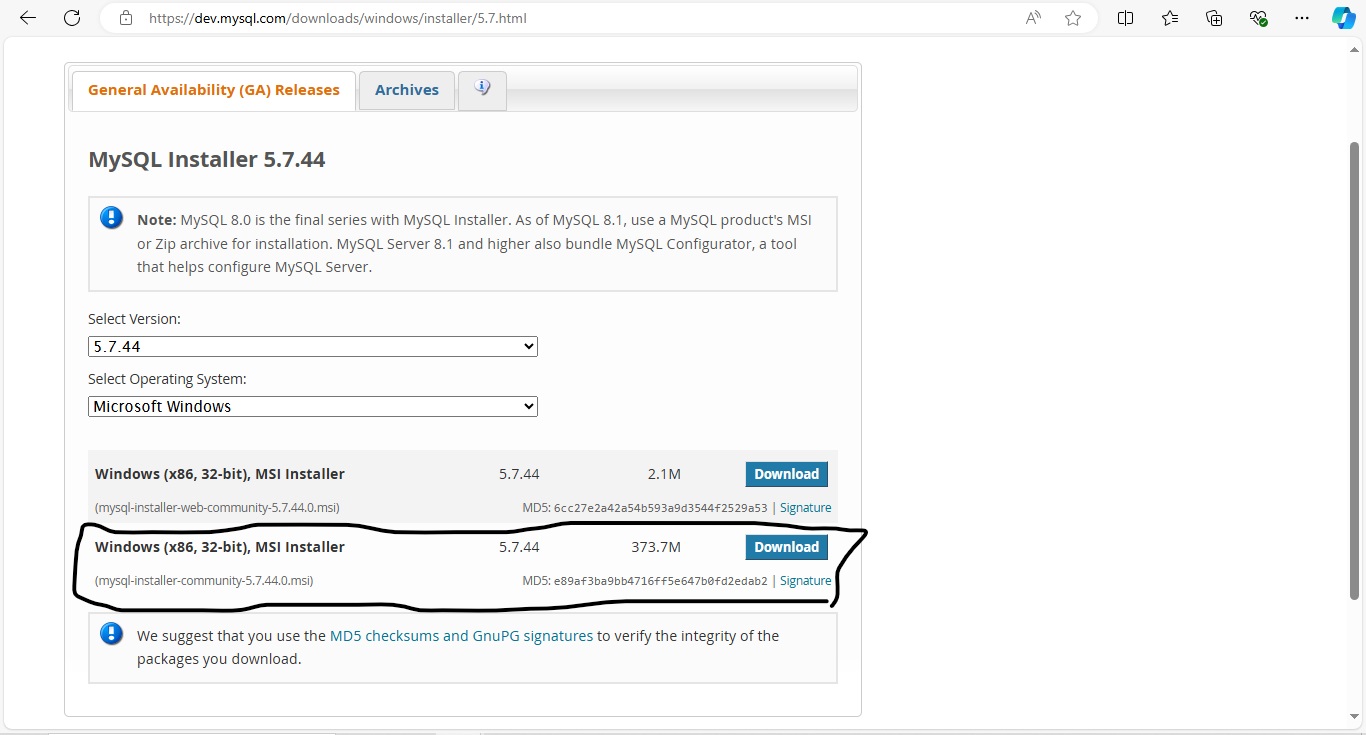 https://dev.mysql.com/downloads/windows/installer/5.7.html
General Availability (GA) Releases Archives
MySQL Installer 5.7.44
Note: MySQL 8.0 is the final series with MySQL Installer. As of MySQL 8.1, use a MySQL product's MSI
or Zip archive for installation. MySQL Server 8.1 and higher also bundle MySQL Configurator, a tool
that helps configure MySQL Server.
Select Version:
5.7.44
Select Operating System:
Microsoft Windows
Windows (x86, 32-bit), MSI Installer 5.7.44 2.1M Download
(mysql-installer-web-community-5.7.44.0.msi) MD5: 6cc27e2a42a54b593a9d3544f2529a53 | Signature
Windows (x86, 32-bit), MSI Installer 5.7.44 373.7M Download
(mysql-installer-community-5.7.44.0.msi) MD5: e89af3ba9bb4716ff5e647b0fd2edab2 | Signature
We suggest that you use the MD5 checksums and GnuPG signatures to verify the integrity of the
packages you download.